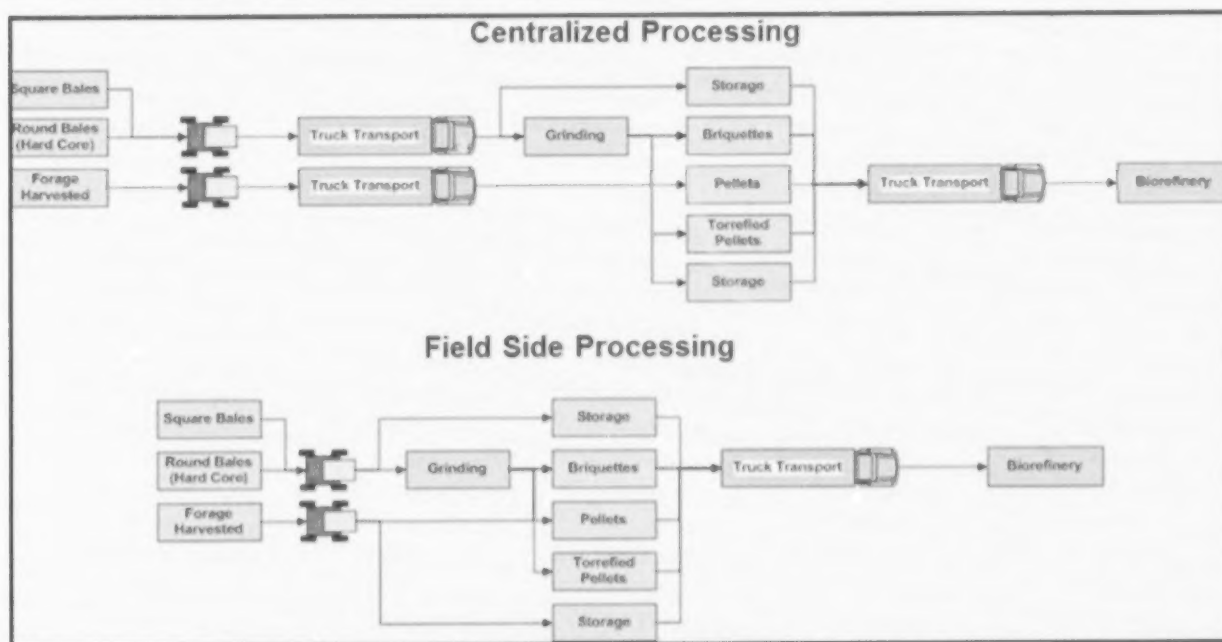 Centralized Processing
Square Bales
Round Bales
(Hard Core)
Forage
Harvested
Truck Transport
Truck Transport
Grinding
Storage
Briquettes
Pellets
Torrefied
Pellets
Storage
Truck Transport
Biorefinery
Field Side Processing
Square Bales
Round Bales
(Hard Core)
Forage
Harvested
Grinding
Storage
Briquettes
Pellets
Torrefied
Pellets
Storage
Truck Transport
Biorefinery